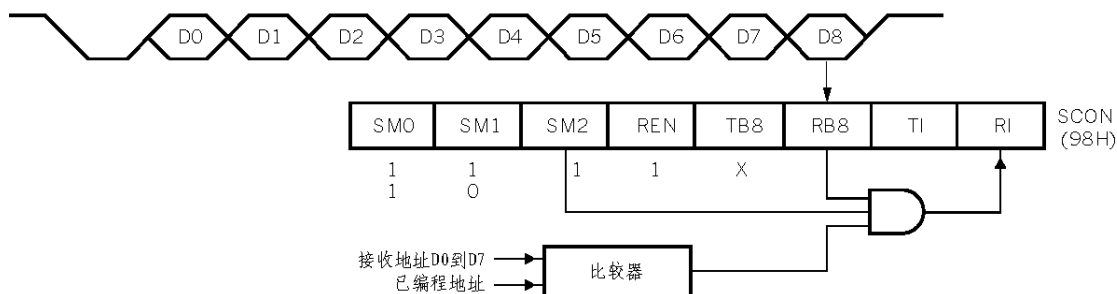 D0 D1 D2 D3 D4 D5 D6 D7 D8
SM0 SM1 SM2 REN TB8 RB8 TI RI SCON
(98H)
1 1 1 1 X
1 0
接收地址D0到D7
已编程地址
比较器